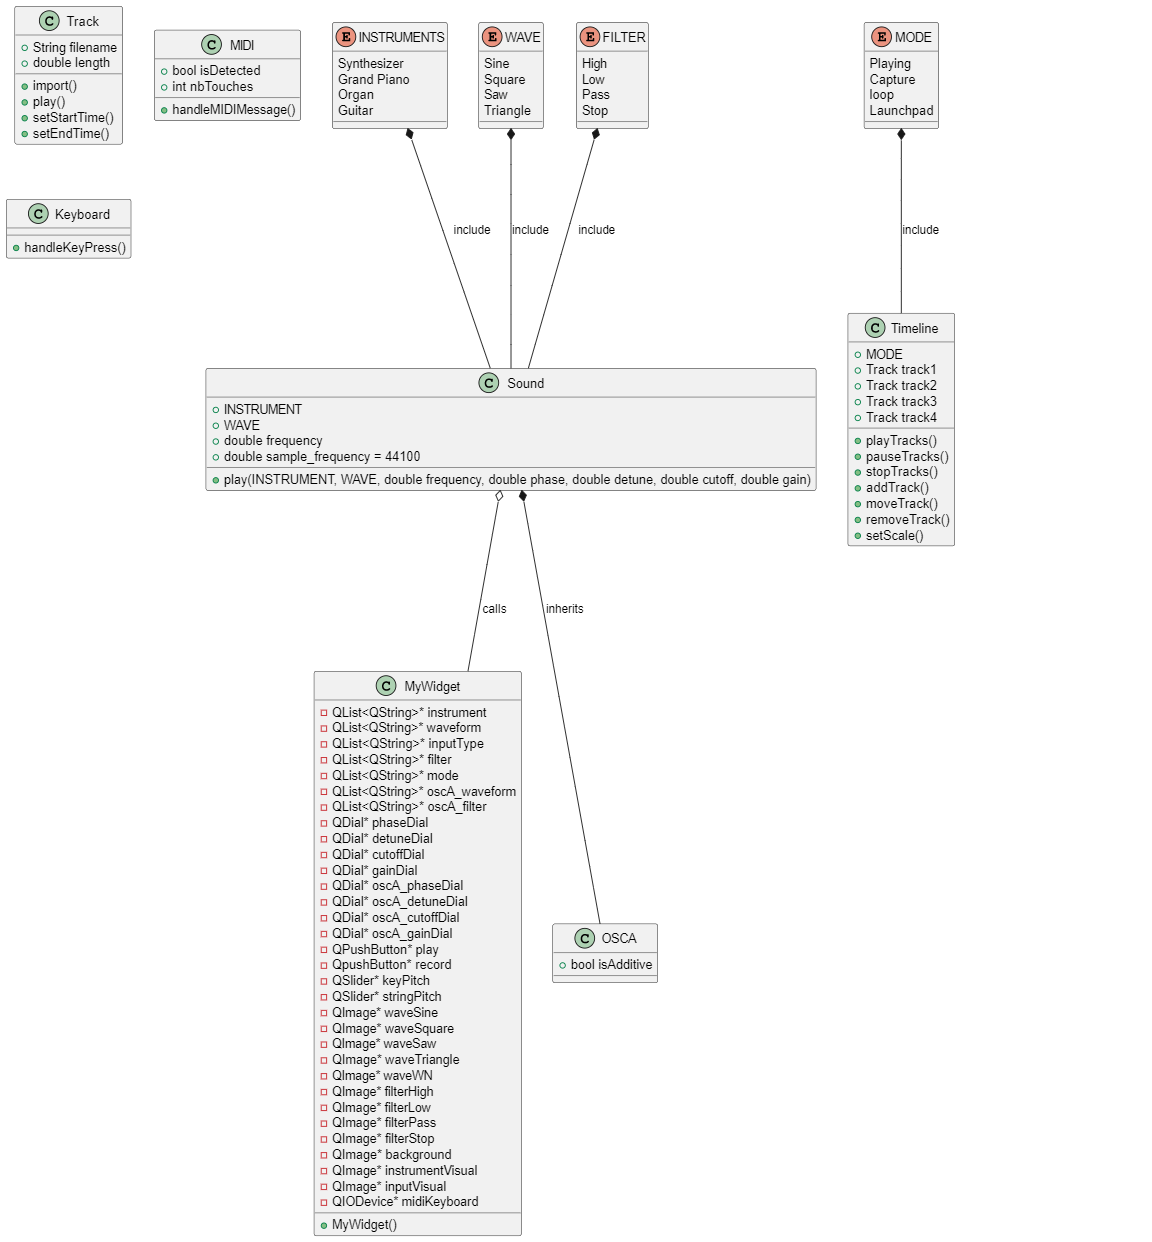 C Track
String filename
double length
import()
play()
setStartTime()
setEndTime()
C MIDI
bool isDetected
int nbTouches
handleMIDIMessage()
E INSTRUMENTS
Synthesizer
Grand Piano
Organ
Guitar
E WAVE
Sine
Square
Saw
Triangle
E FILTER
High
Low
Pass
Stop
E MODE
Playing
Capture
loop
Launchpad
C Keyboard
handleKeyPress()
include
include
include
include
C Timeline
MODE
Track track1
Track track2
Track track3
Track track4
playTracks()
pauseTracks()
stopTracks()
addTrack()
moveTrack()
removeTrack()
setScale()
C Sound
INSTRUMENT
WAVE
double frequency
double sample_frequency = 44100
play(INSTRUMENT, WAVE, double frequency, double phase, double detune, double cutoff, double gain)
calls
inherits
C MyWidget
QList<QString>* instrument
QList<QString>* waveform
QList<QString>* inputType
QList<QString>* filter
QList<QString>* mode
QList<QString>* oscA_waveform
QList<QString>* oscA_filter
QDial* phaseDial
QDial* detuneDial
QDial* cutoffDial
QDial* gainDial
QDial* oscA_phaseDial
QDial* oscA_detuneDial
QDial* oscA_cutoffDial
QDial* oscA_gainDial
QPushButton* play
QpushButton* record
QSlider* keyPitch
QSlider* stringPitch
QImage* waveSine
QImage* waveSquare
QImage* waveSaw
QImage* waveTriangle
QImage* waveWN
QImage* filterHigh
QImage* filterLow
QImage* filterPass
QImage* filterStop
QImage* background
QImage* instrumentVisual
QImage* inputVisual
QIODevice* midiKeyboard
MyWidget()
C OSCA
bool isAdditive